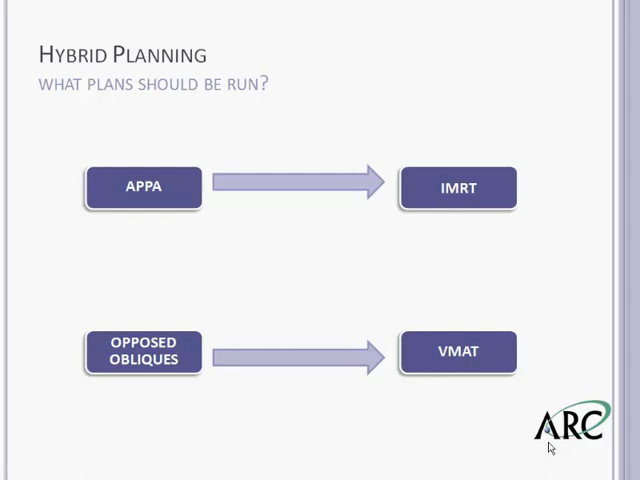 HYBRID PLANNING
WHAT PLANS SHOULD BE RUN?
APPA
IMRT
OPPOSED
OBLIQUES
VMAT
ARC